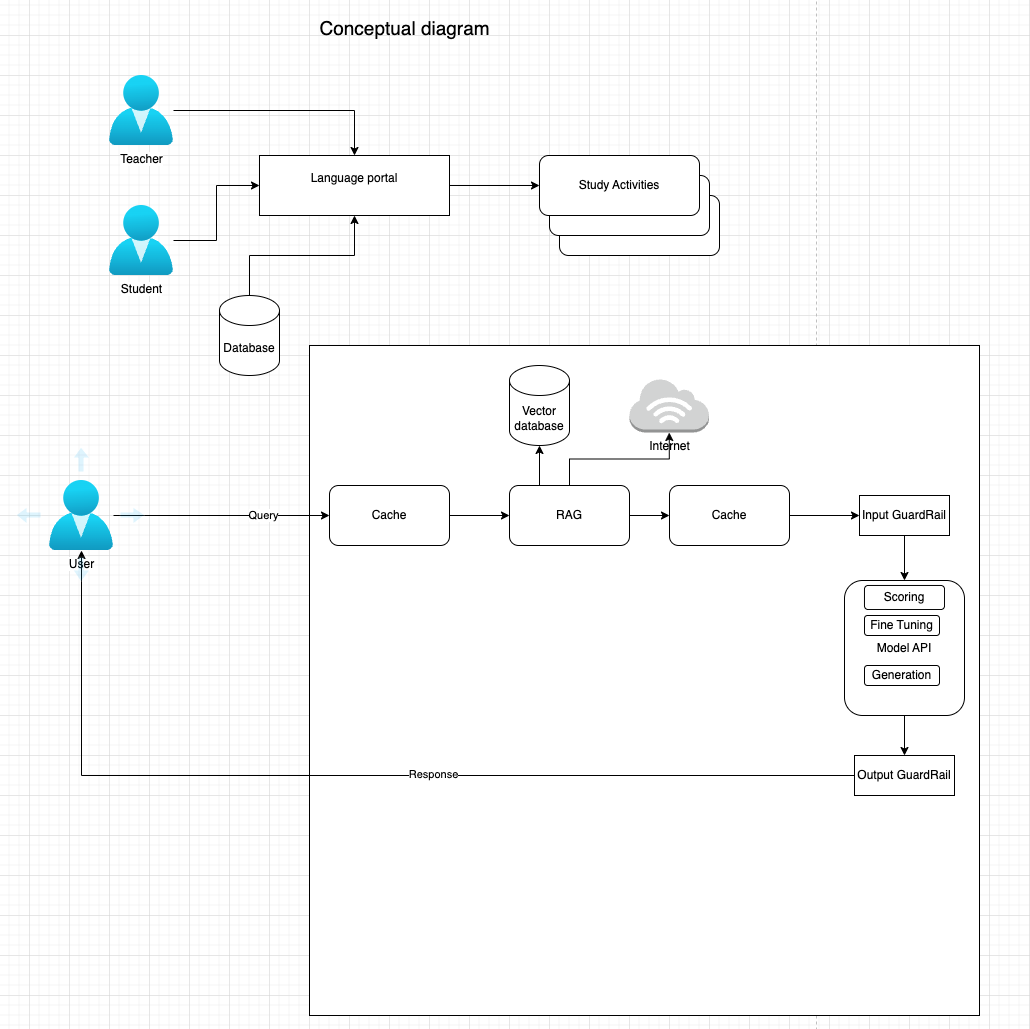 Conceptual diagram
Teacher
Language portal
Study Activities
Student
Database
Vector
database
Internet
Query
Cache
RAG
Cache
Input GuardRail
User
Scoring
Fine Tuning
Model API
Generation
Response
Output GuardRail